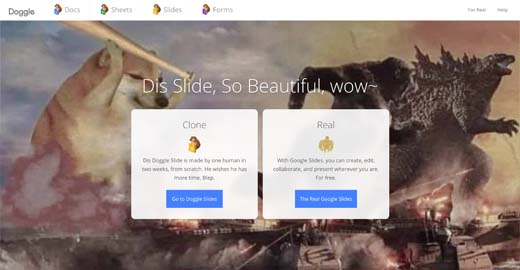 Doggle
Docs
Sheets
Slides
Forms
For Real
Help
Dis Slide, So Beautiful, wow~
Clone
Dis Doggle Slide is made by one human in
two weeks, from scratch. He wishes he has
more time. Blep.
Go to Doggle Slides
Real
With Google Slides, you can create, edit,
collaborate, and present wherever you are.
For free.
The Real Google Slides